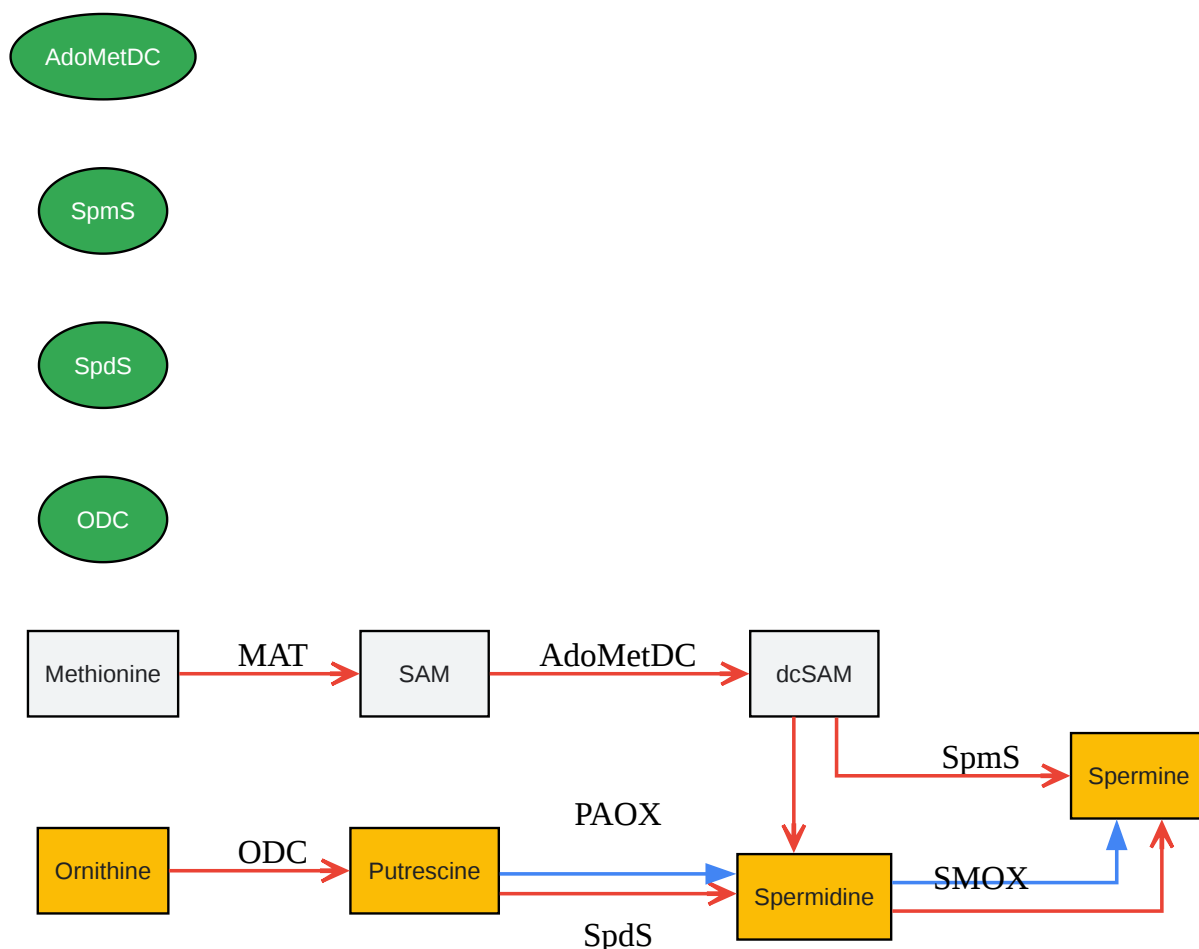 AdoMetDC
SpmS
SpdS
ODC
Methionine
MAT
SAM
AdoMetDC
dcSAM
SpmS
Spermine
PAOX
Ornithine
ODC
Putrescine
Spermidine
SMOX
SpdS